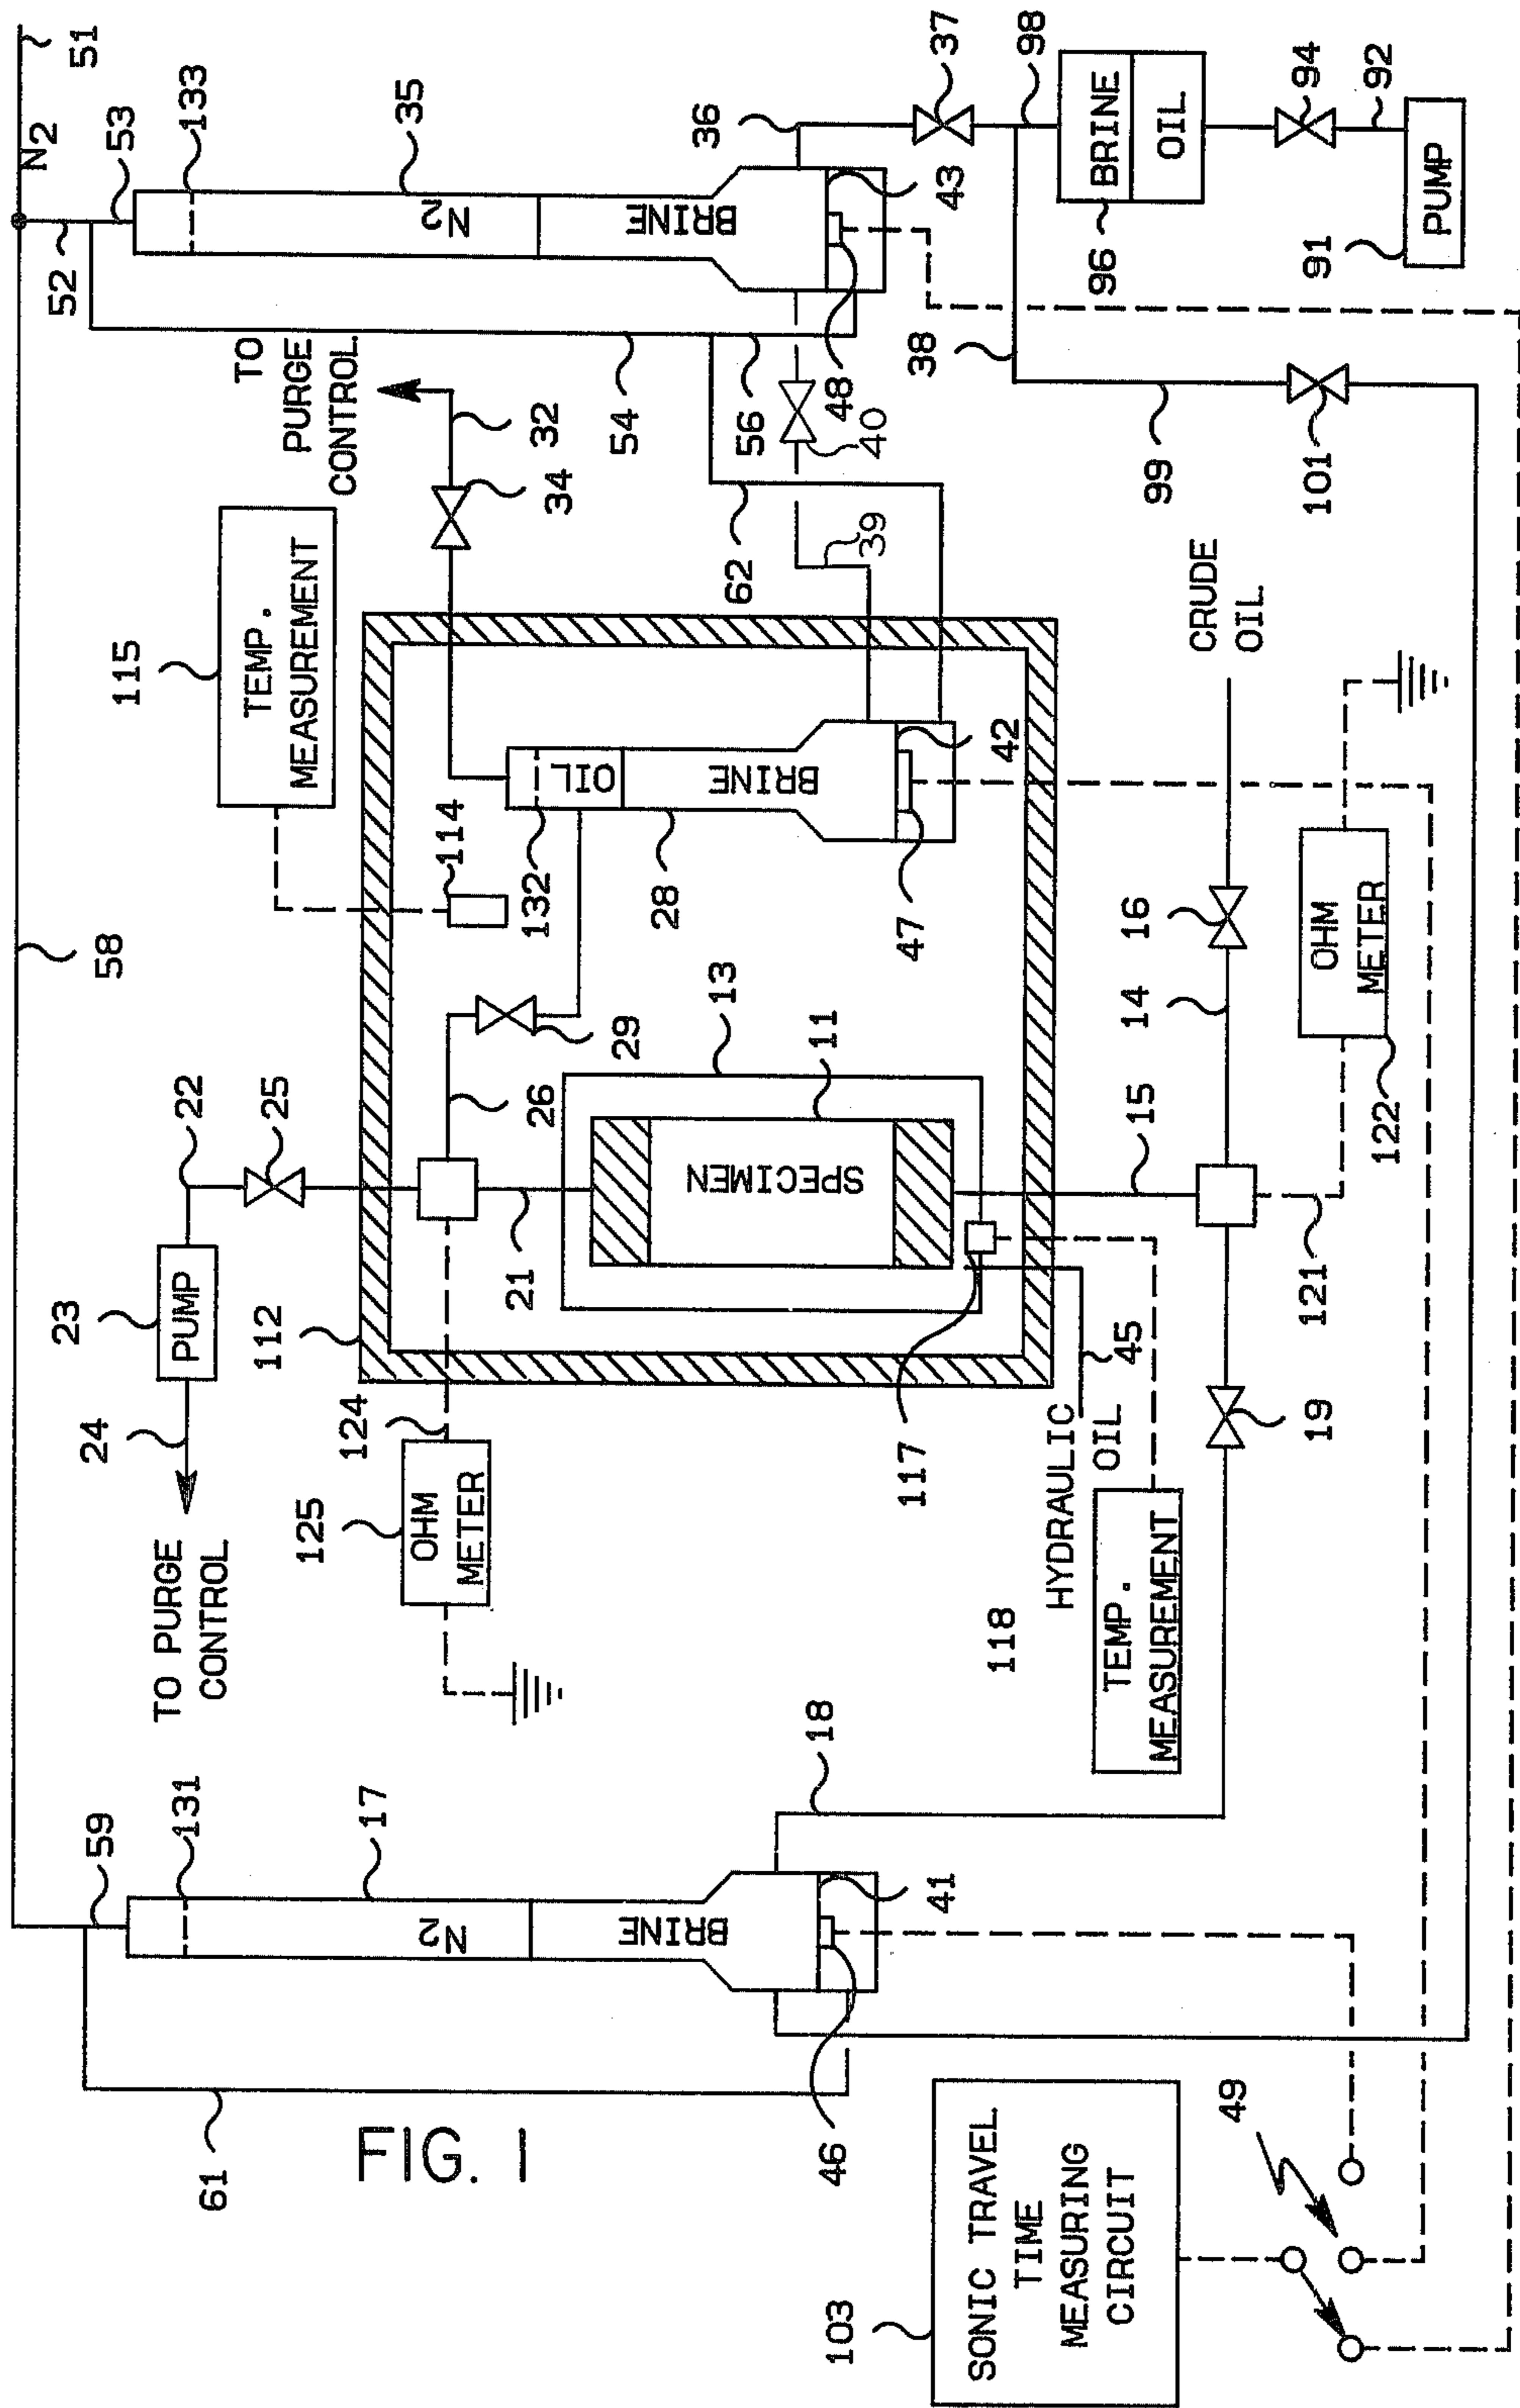 51
N2
53
133
35
52
N2
BRINE
36
37
98
BRINE
OIL
94
92
PUMP
91
96
43
48
40
38
99
101
54
56
62
39
TO
PURGE
CONTROL
32
34
TEMP.
MEASUREMENT
115
114
132
OIL
BRINE
28
42
47
CRUDE
OIL
58
22
25
29
26
13
11
SPECIMEN
21
15
14
16
OHM
METER
122
121
PUMP
23
24
112
TO PURGE
CONTROL
124
125
OHM
METER
117
45
HYDRAULIC
OIL
118
TEMP.
MEASUREMENT
19
18
59
131
17
N2
BRINE
41
46
61
FIG. 1
103
SONIC TRAVEL
TIME
MEASURING
CIRCUIT
49